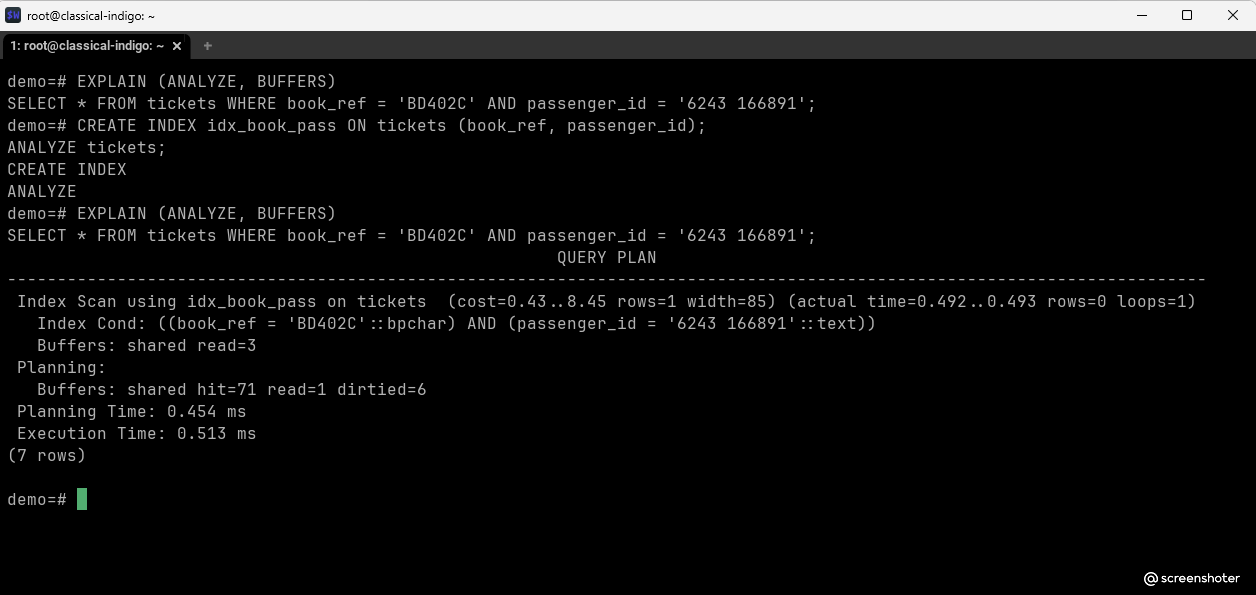 root@classical-indigo: ~
1: root@classical-indigo: ~ × +
demo=# EXPLAIN (ANALYZE, BUFFERS)
SELECT * FROM tickets WHERE book_ref = 'BD402C' AND passenger_id = '6243 166891';
demo=# CREATE INDEX idx_book_pass ON tickets (book_ref, passenger_id);
ANALYZE tickets;
CREATE INDEX
ANALYZE
demo=# EXPLAIN (ANALYZE, BUFFERS)
SELECT * FROM tickets WHERE book_ref = 'BD402C' AND passenger_id = '6243 166891';
QUERY PLAN
------------------------------------------------------------------------------------------------------------------------
Index Scan using idx_book_pass on tickets  (cost=0.43..8.45 rows=1 width=85) (actual time=0.492..0.493 rows=0 loops=1)
Index Cond: ((book_ref = 'BD402C'::bpchar) AND (passenger_id = '6243 166891'::text))
Buffers: shared read=3
Planning:
Buffers: shared hit=71 read=1 dirtied=6
Planning Time: 0.454 ms
Execution Time: 0.513 ms
(7 rows)
demo=#
@ screenshoter